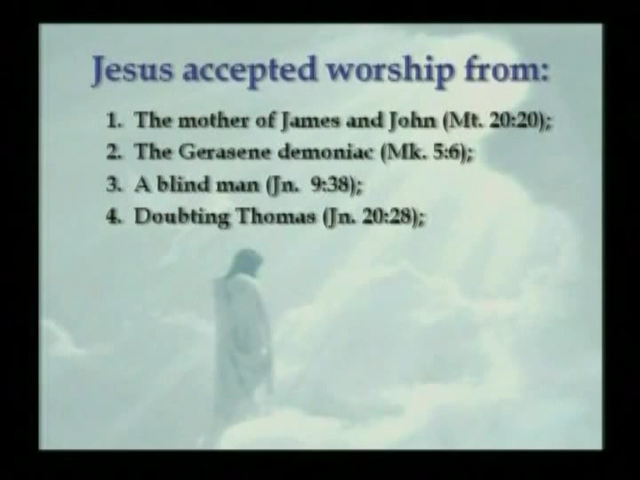 Jesus accepted worship from:
1. The mother of James and John (Mt. 20:20);
2. The Gerasene demoniac (Mk. 5:6);
3. A blind man (Jn. 9:38);
4. Doubting Thomas (Jn. 20:28);